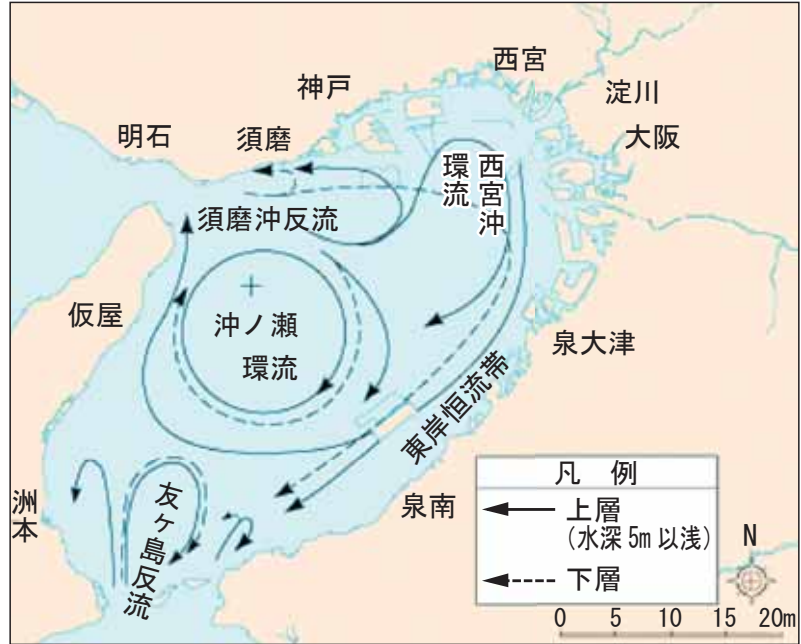 西宮
神戸
淀川
明石
須磨
大阪
西宮沖
環流
須磨沖反流
仮屋
沖ノ瀬
環流
泉大津
東岸恒流帯
洲本
友ヶ島反流
泉南
凡 例
上層
(水深 5m 以浅)
下層
N
0 5 10 15 20m